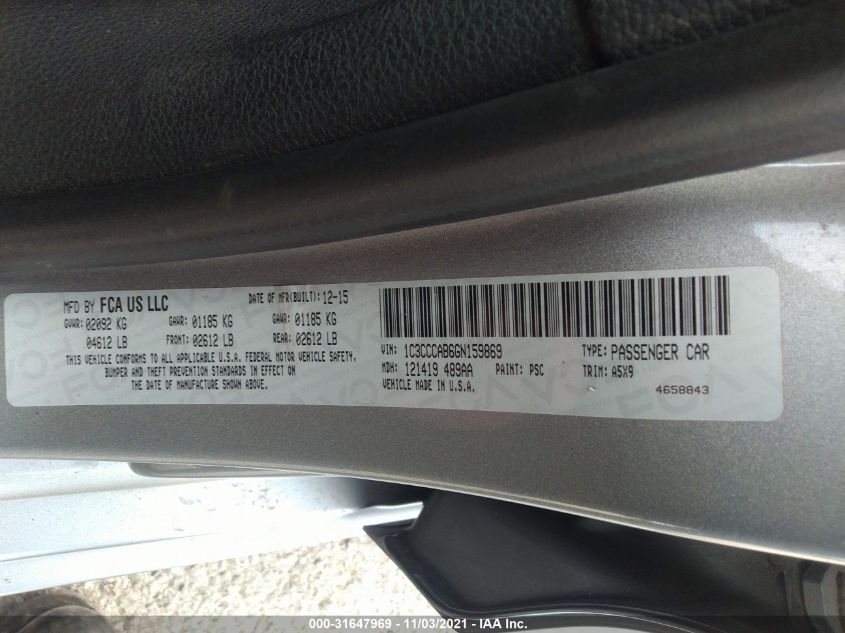 MFD BY FCA US LLC DATE OF MFR(BUILT): 12-15
GVWR: 02092 KG GAWR: 01185 KG GAWR: 01185 KG
04612 LB FRONT: 02612 LB REAR: 02612 LB
THIS VEHICLE CONFORMS TO ALL APPLICABLE U.S.A. FEDERAL MOTOR VEHICLE SAFETY,
BUMPER AND THEFT PREVENTION STANDARDS IN EFFECT ON
THE DATE OF MANUFACTURE SHOWN ABOVE.
VIN: 1C3CCCAB6GN159869 TYPE: PASSENGER CAR
MDH: 121419 489AA PAINT: PSC TRIM: A5X9
VEHICLE MADE IN U.S.A. 4658843
000-31647969 - 11/03/2021 - IAA Inc.